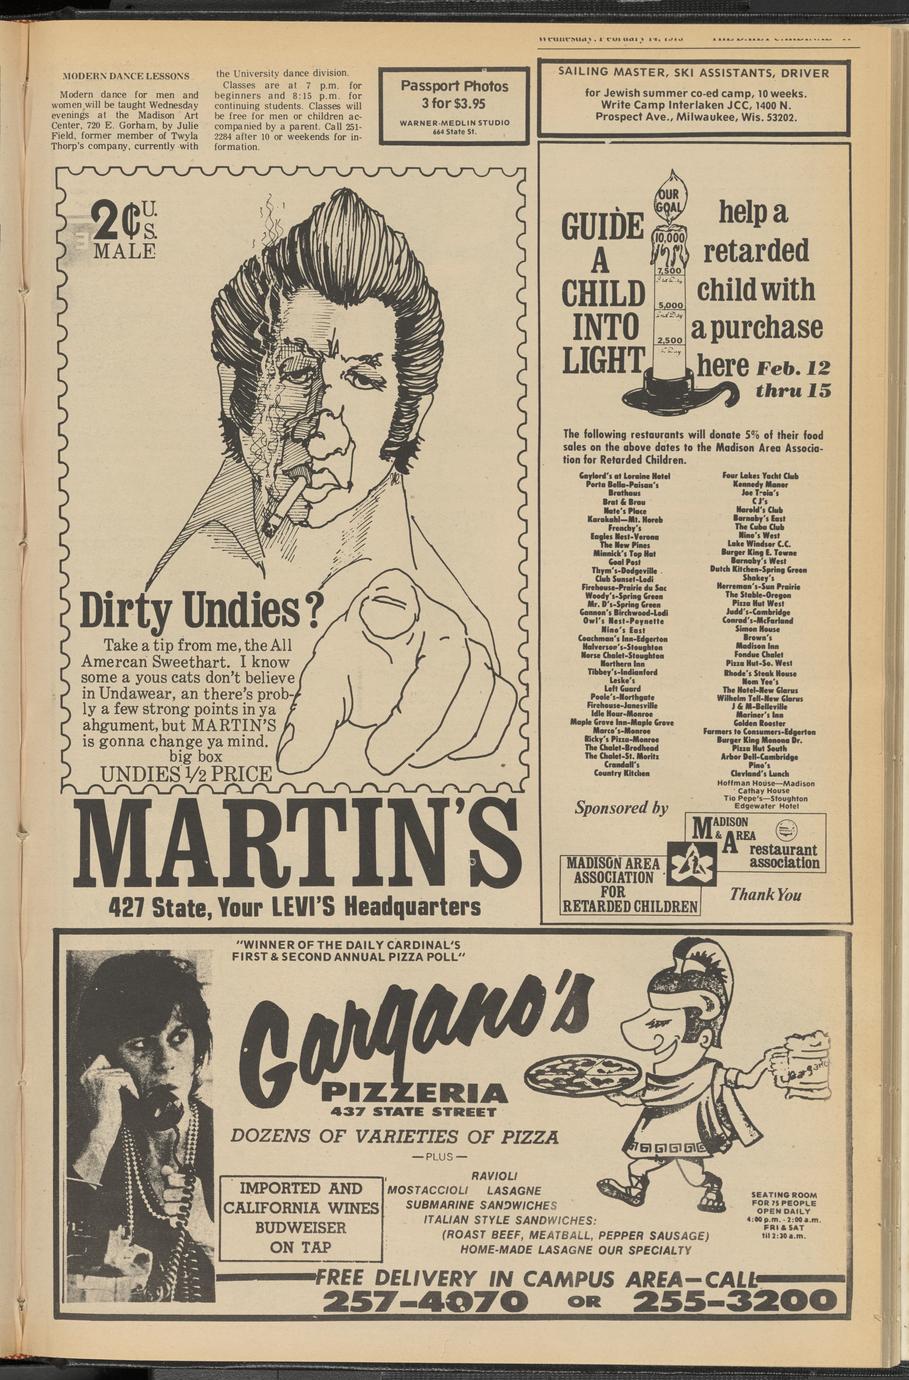 Wednesday, February 14, 1973 THE DAILY CARDINAL
MODERN DANCE LESSONS
Modern dance for men and
women will be taught Wednesday
evenings at the Madison Art
Center, 720 E. Gorham, by Julie
Field, former member of Twyla
Thorp's company, currently with
the University dance division.
Classes are at 7 p.m. for
beginners and 8:15 p.m. for
continuing students. Classes will
be free for men or children ac-
companied by a parent. Call 251-
2284 after 10 or weekends for in-
formation.
Passport Photos
3 for $3.95
WARNER-MEDLIN STUDIO
664 State St.
SAILING MASTER, SKI ASSISTANTS, DRIVER
for Jewish summer co-ed camp, 10 weeks.
Write Camp Interlaken JCC, 1400 N.
Prospect Ave., Milwaukee, Wis. 53202.
2¢ U.
S.
MALE
Dirty Undies?
Take a tip from me, the All
Amercan Sweethart. I know
some a yous cats don't believe
in Undawear, an there's prob-
ly a few strong points in ya
ahgument, but MARTIN'S
is gonna change ya mind.
big box
UNDIES 1/2 PRICE
MARTIN'S
427 State, Your LEVI'S Headquarters
GUIDE
A
CHILD
INTO
LIGHT
OUR
GOAL
10,000
7,500
5,000
2,500
help a
retarded
child with
a purchase
here Feb. 12
thru 15
The following restaurants will donate 5% of their food
sales on the above dates to the Madison Area Associa-
tion for Retarded Children.
Gaylord's at Loraine Hotel
Porta Bella-Paisan's
Brathaus
Brat & Brau
Nate's Place
Karakahl—Mt. Horeb
Frenchy's
Eagles Nest-Verona
The New Pines
Minnick's Top Hat
Goal Post
Thym's-Dodgeville
Club Sunset-Lodi
Firehouse-Prairie du Sac
Woody's-Spring Green
Mr. D's-Spring Green
Gannon's Birchwood-Lodi
Owl's Nest-Poynette
Nino's East
Coachman's Inn-Edgerton
Halverson's-Stoughton
Norse Chalet-Stoughton
Northern Inn
Tibbey's-Indianford
Leske's
Left Guard
Poole's-Northgate
Firehouse-Janesville
Idle Hour-Monroe
Maple Grove Inn-Maple Grove
Marco's-Monroe
Ricky's Pizza-Monroe
The Chalet-Brodhead
The Chalet-St. Moritz
Crandall's
Country Kitchen
Four Lakes Yacht Club
Kennedy Manor
Joe Troia's
C J's
Harold's Club
Barnaby's East
The Cuba Club
Nino's West
Lake Windsor C.C.
Burger King E. Towne
Barnaby's West
Dutch Kitchen-Spring Green
Shakey's
Herreman's-Sun Prairie
The Stable-Oregon
Pizza Hut West
Judd's-Cambridge
Conrad's-McFarland
Simon House
Brown's
Madison Inn
Fondue Chalet
Pizza Hut-So. West
Rhode's Steak House
Nom Yee's
The Hotel-New Glarus
Wilhelm Tell-New Glarus
J & M-Belleville
Mariner's Inn
Golden Rooster
Farmers to Consumers-Edgerton
Burger King Monona Dr.
Pizza Hut South
Arbor Dell-Cambridge
Pino's
Clevland's Lunch
Hoffman House—Madison
Cathay House
Tio Pepe's—Stoughton
Edgewater Hotel
Sponsored by
MADISON
& AREA
restaurant
association
MADISON AREA
ASSOCIATION
FOR
RETARDED CHILDREN
Thank You
"WINNER OF THE DAILY CARDINAL'S
FIRST & SECOND ANNUAL PIZZA POLL"
Gargano's
PIZZERIA
437 STATE STREET
DOZENS OF VARIETIES OF PIZZA
—PLUS—
RAVIOLI
MOSTACCIOLI LASAGNE
SUBMARINE SANDWICHES
ITALIAN STYLE SANDWICHES:
(ROAST BEEF, MEATBALL, PEPPER SAUSAGE)
HOME-MADE LASAGNE OUR SPECIALTY
IMPORTED AND
CALIFORNIA WINES
BUDWEISER
ON TAP
SEATING ROOM
FOR 75 PEOPLE
OPEN DAILY
4:00 p.m. - 2:00 a.m.
FRI & SAT
til 2:30 a.m.
FREE DELIVERY IN CAMPUS AREA—CALL
257-4070 OR 255-3200